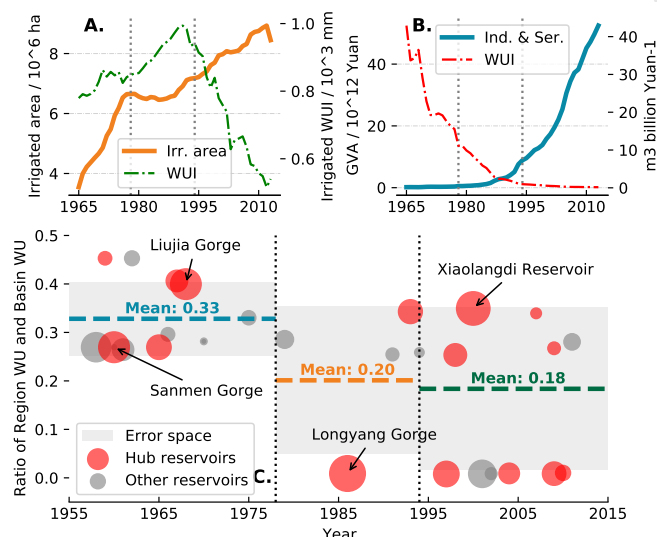 A.
Irrigated area / 10^6 ha
8
6
4
Irr. area
WUI
1965
1980
1995
2010
1.0
0.8
0.6
Irrigated WUI / 10^3 mm
B.
GVA / 10^12 Yuan
40
20
0
Ind. & Ser.
WUI
1965
1980
1995
2010
40
30
20
10
0
m3 billion Yuan-1
Ratio of Region WU and Basin WU
0.5
0.4
0.3
0.2
0.1
0.0
Liujia Gorge
Xiaolangdi Reservoir
Mean: 0.33
Mean: 0.20
Mean: 0.18
Sanmen Gorge
Longyang Gorge
Error space
Hub reservoirs
Other reservoirs
C.
1955
1965
1975
1985
1995
2005
2015
Year